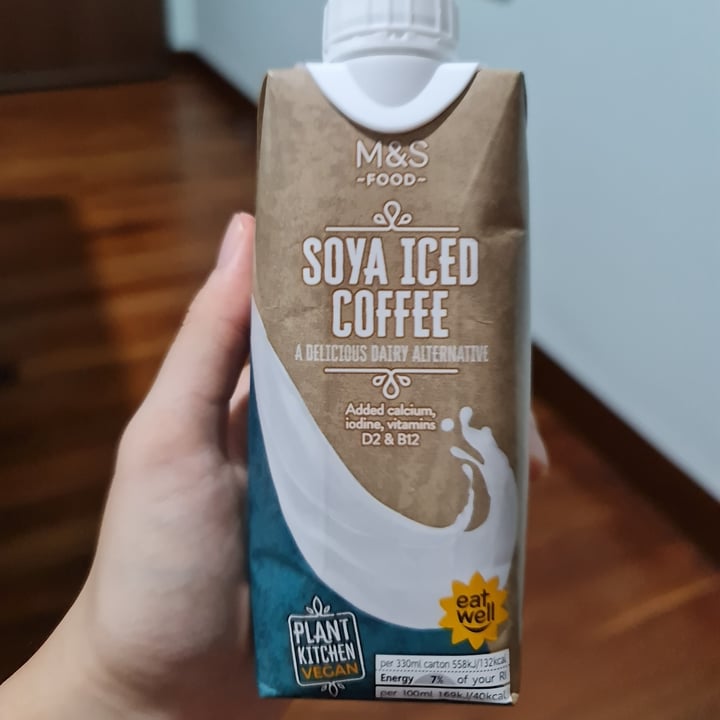 M&S
~FOOD~
SOYA ICED
COFFEE
A DELICIOUS DAIRY ALTERNATIVE
Added calcium,
iodine, vitamins
D2 & B12
eat
well
PLANT
KITCHEN
VEGAN
per 330ml carton 558kJ/132kcal
Energy 7% of your RI
per 100ml 169kJ/40kcal